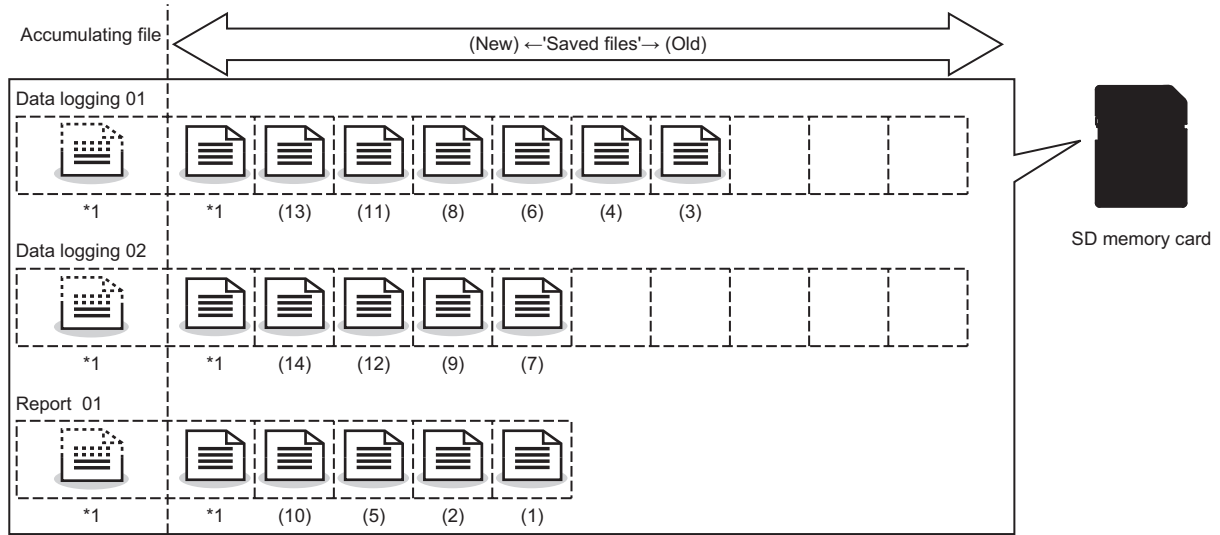 Accumulating file
(New) ←'Saved files'→ (Old)
Data logging 01
*1 *1 (13) (11) (8) (6) (4) (3)
SD memory card
Data logging 02
*1 *1 (14) (12) (9) (7)
Report 01
*1 *1 (10) (5) (2) (1)